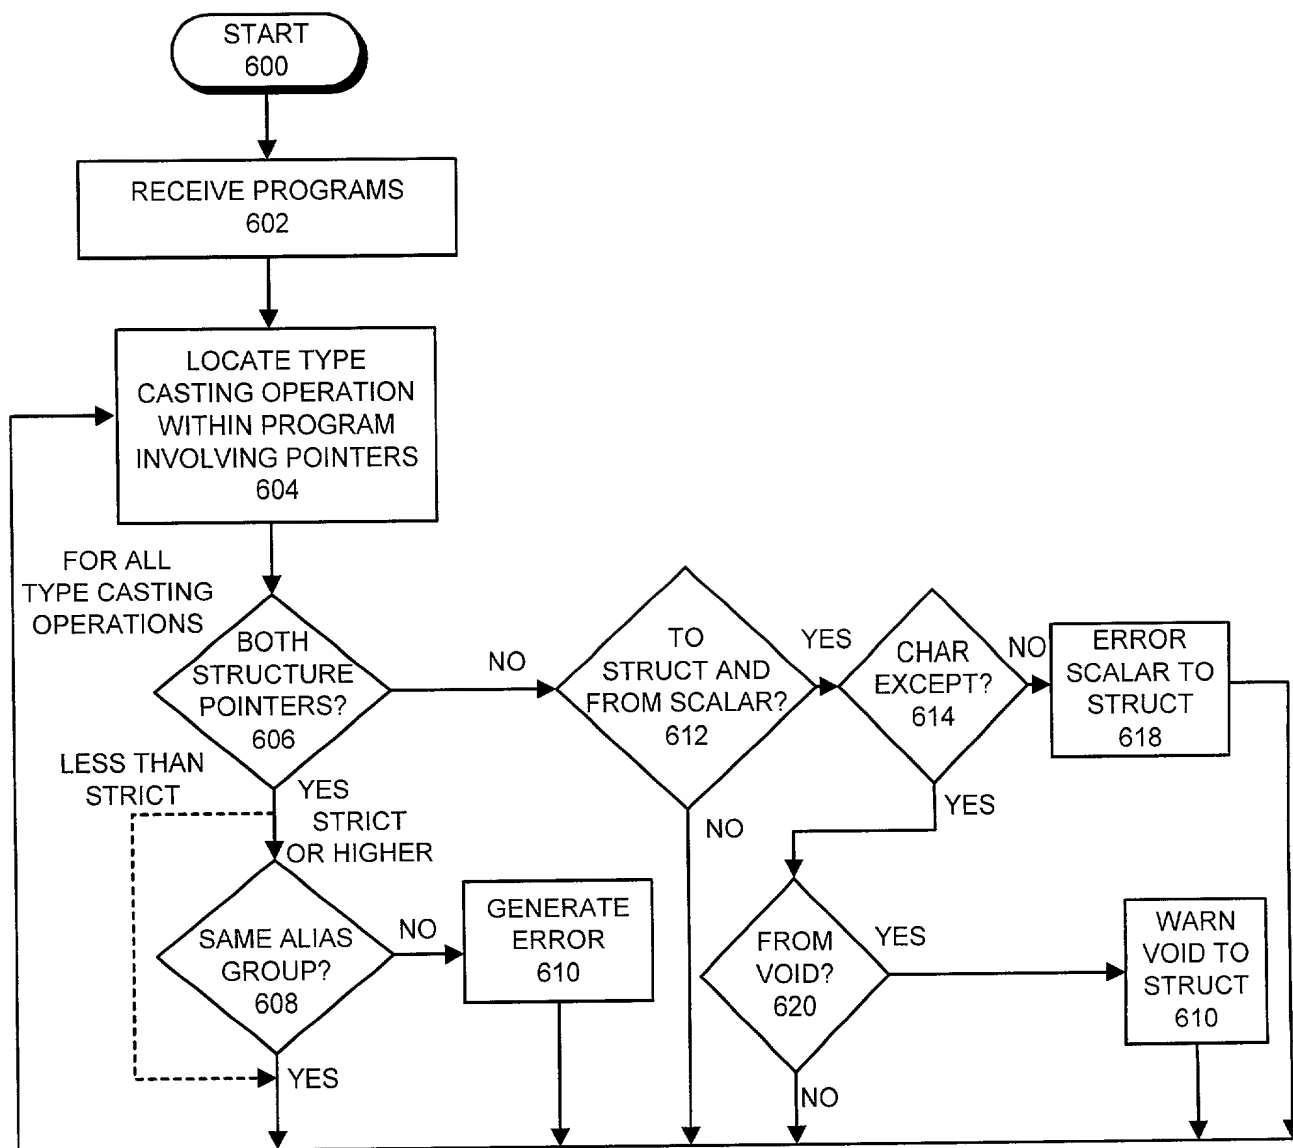 START
600
RECEIVE PROGRAMS
602
LOCATE TYPE
CASTING OPERATION
WITHIN PROGRAM
INVOLVING POINTERS
604
FOR ALL
TYPE CASTING
OPERATIONS
BOTH
STRUCTURE
POINTERS?
606
NO
TO
STRUCT AND
FROM SCALAR?
612
YES
CHAR
EXCEPT?
614
NO
ERROR
SCALAR TO
STRUCT
618
LESS THAN
STRICT
YES
STRICT
OR HIGHER
NO
YES
SAME ALIAS
GROUP?
608
NO
GENERATE
ERROR
610
FROM
VOID?
620
YES
WARN
VOID TO
STRUCT
610
YES
NO